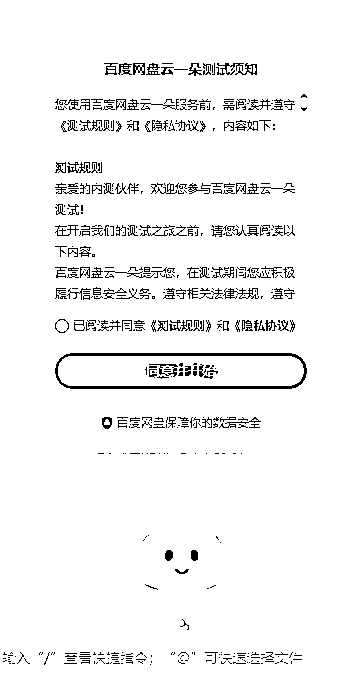 百度网盘云一朵测试须知
您使用百度网盘云一朵服务前，需阅读并遵守
《测试规则》和《隐私协议》，内容如下：
测试规则
亲爱的内测伙伴，欢迎您参与百度网盘云一朵
测试！
在开启我们的测试之旅之前，请您认真阅读以
下内容。
百度网盘云一朵提示您，在测试期间您应积极
履行信息安全义务。遵守相关法律法规，遵守
已阅读并同意《测试规则》和《隐私协议》
同意并开始
百度网盘保障你的数据安全
输入“/”查看快捷指令；“@”可快速选择文件